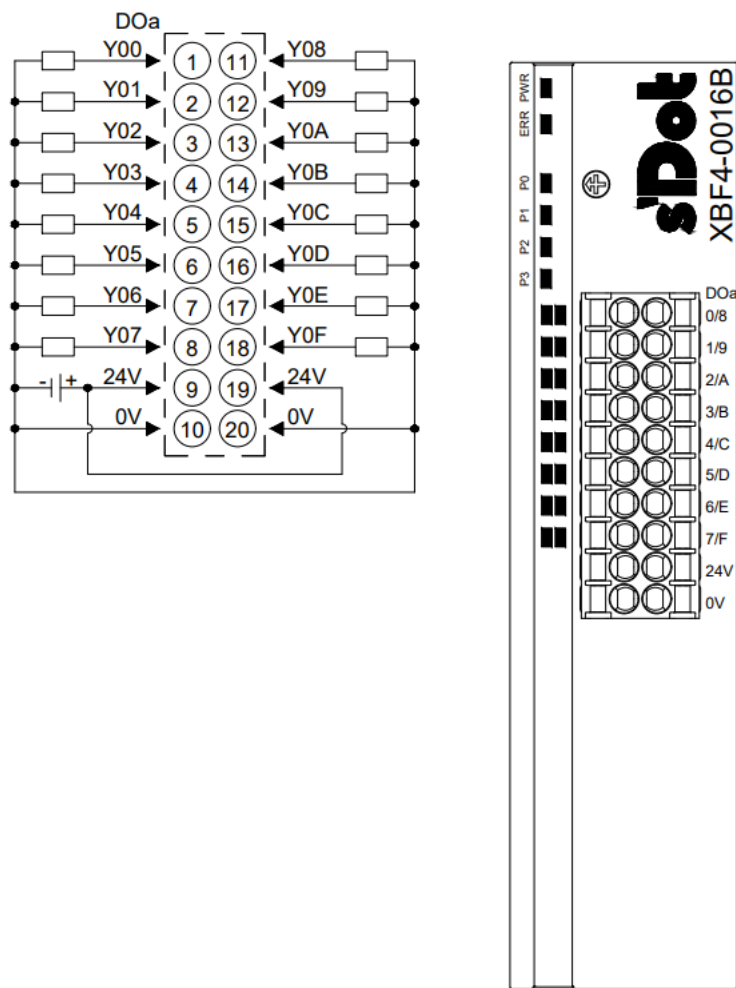 DOa
Y00 1 11 Y08
Y01 2 12 Y09
Y02 3 13 Y0A
Y03 4 14 Y0B
Y04 5 15 Y0C
Y05 6 16 Y0D
Y06 7 17 Y0E
Y07 8 18 Y0F
- + 24V 9 19 24V
0V 10 20 0V
PWR
ERR
P0
P1
P2
P3
s'Dot
XBF4-0016B
DOa
0/8
1/9
2/A
3/B
4/C
5/D
6/E
7/F
24V
0V